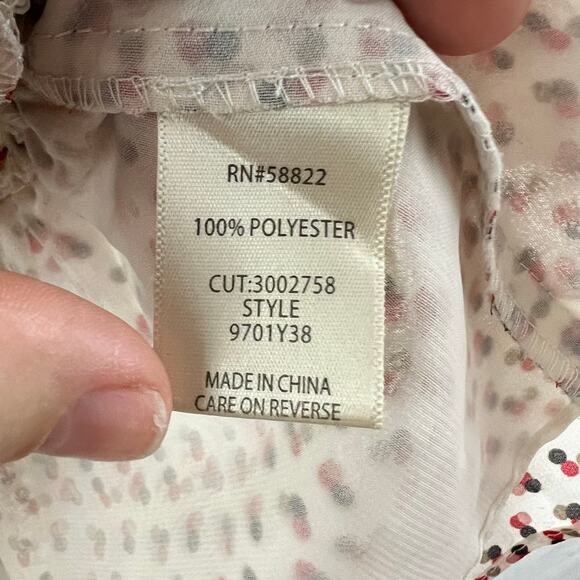 RN#58822
100% POLYESTER
CUT:3002758
STYLE
9701Y38
MADE IN CHINA
CARE ON REVERSE